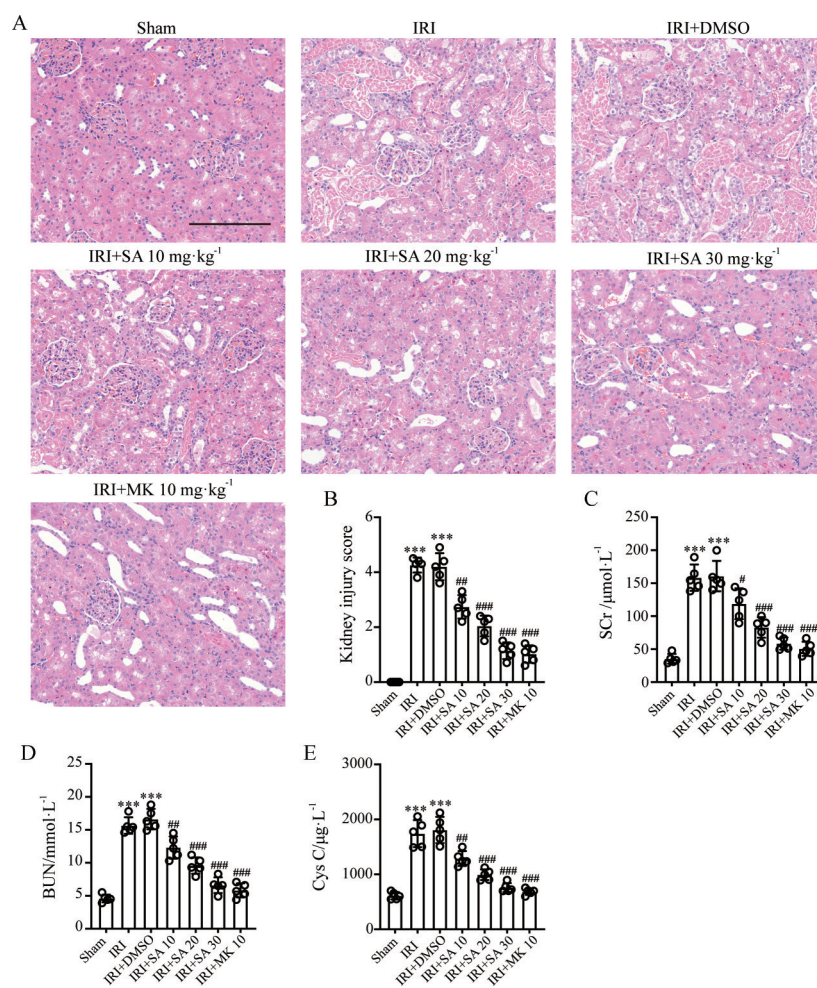 A
Sham
IRI
IRI+DMSO
IRI+SA 10 mg·kg⁻¹
IRI+SA 20 mg·kg⁻¹
IRI+SA 30 mg·kg⁻¹
IRI+MK 10 mg·kg⁻¹
B
Kidney injury score
6
4
2
0
***
***
##
###
###
###
Sham
IRI
IRI+DMSO
IRI+SA 10
IRI+SA 20
IRI+SA 30
IRI+MK 10
C
SCr /μmol·L⁻¹
200
150
100
50
0
***
***
#
###
###
###
Sham
IRI
IRI+DMSO
IRI+SA 10
IRI+SA 20
IRI+SA 30
IRI+MK 10
D
BUN/mmol·L⁻¹
25
20
15
10
5
0
***
***
##
###
###
###
Sham
IRI
IRI+DMSO
IRI+SA 10
IRI+SA 20
IRI+SA 30
IRI+MK 10
E
Cys C/μg·L⁻¹
3000
2000
1000
0
***
***
##
###
###
###
Sham
IRI
IRI+DMSO
IRI+SA 10
IRI+SA 20
IRI+SA 30
IRI+MK 10